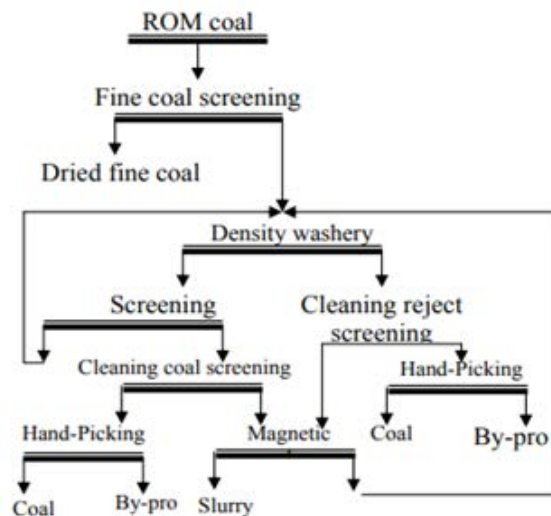 ROM coal
Fine coal screening
Dried fine coal
Density washery
Screening
Cleaning reject
screening
Cleaning coal screening
Hand-Picking
Hand-Picking
Magnetic
Coal
By-pro
Coal
By-pro
Slurry